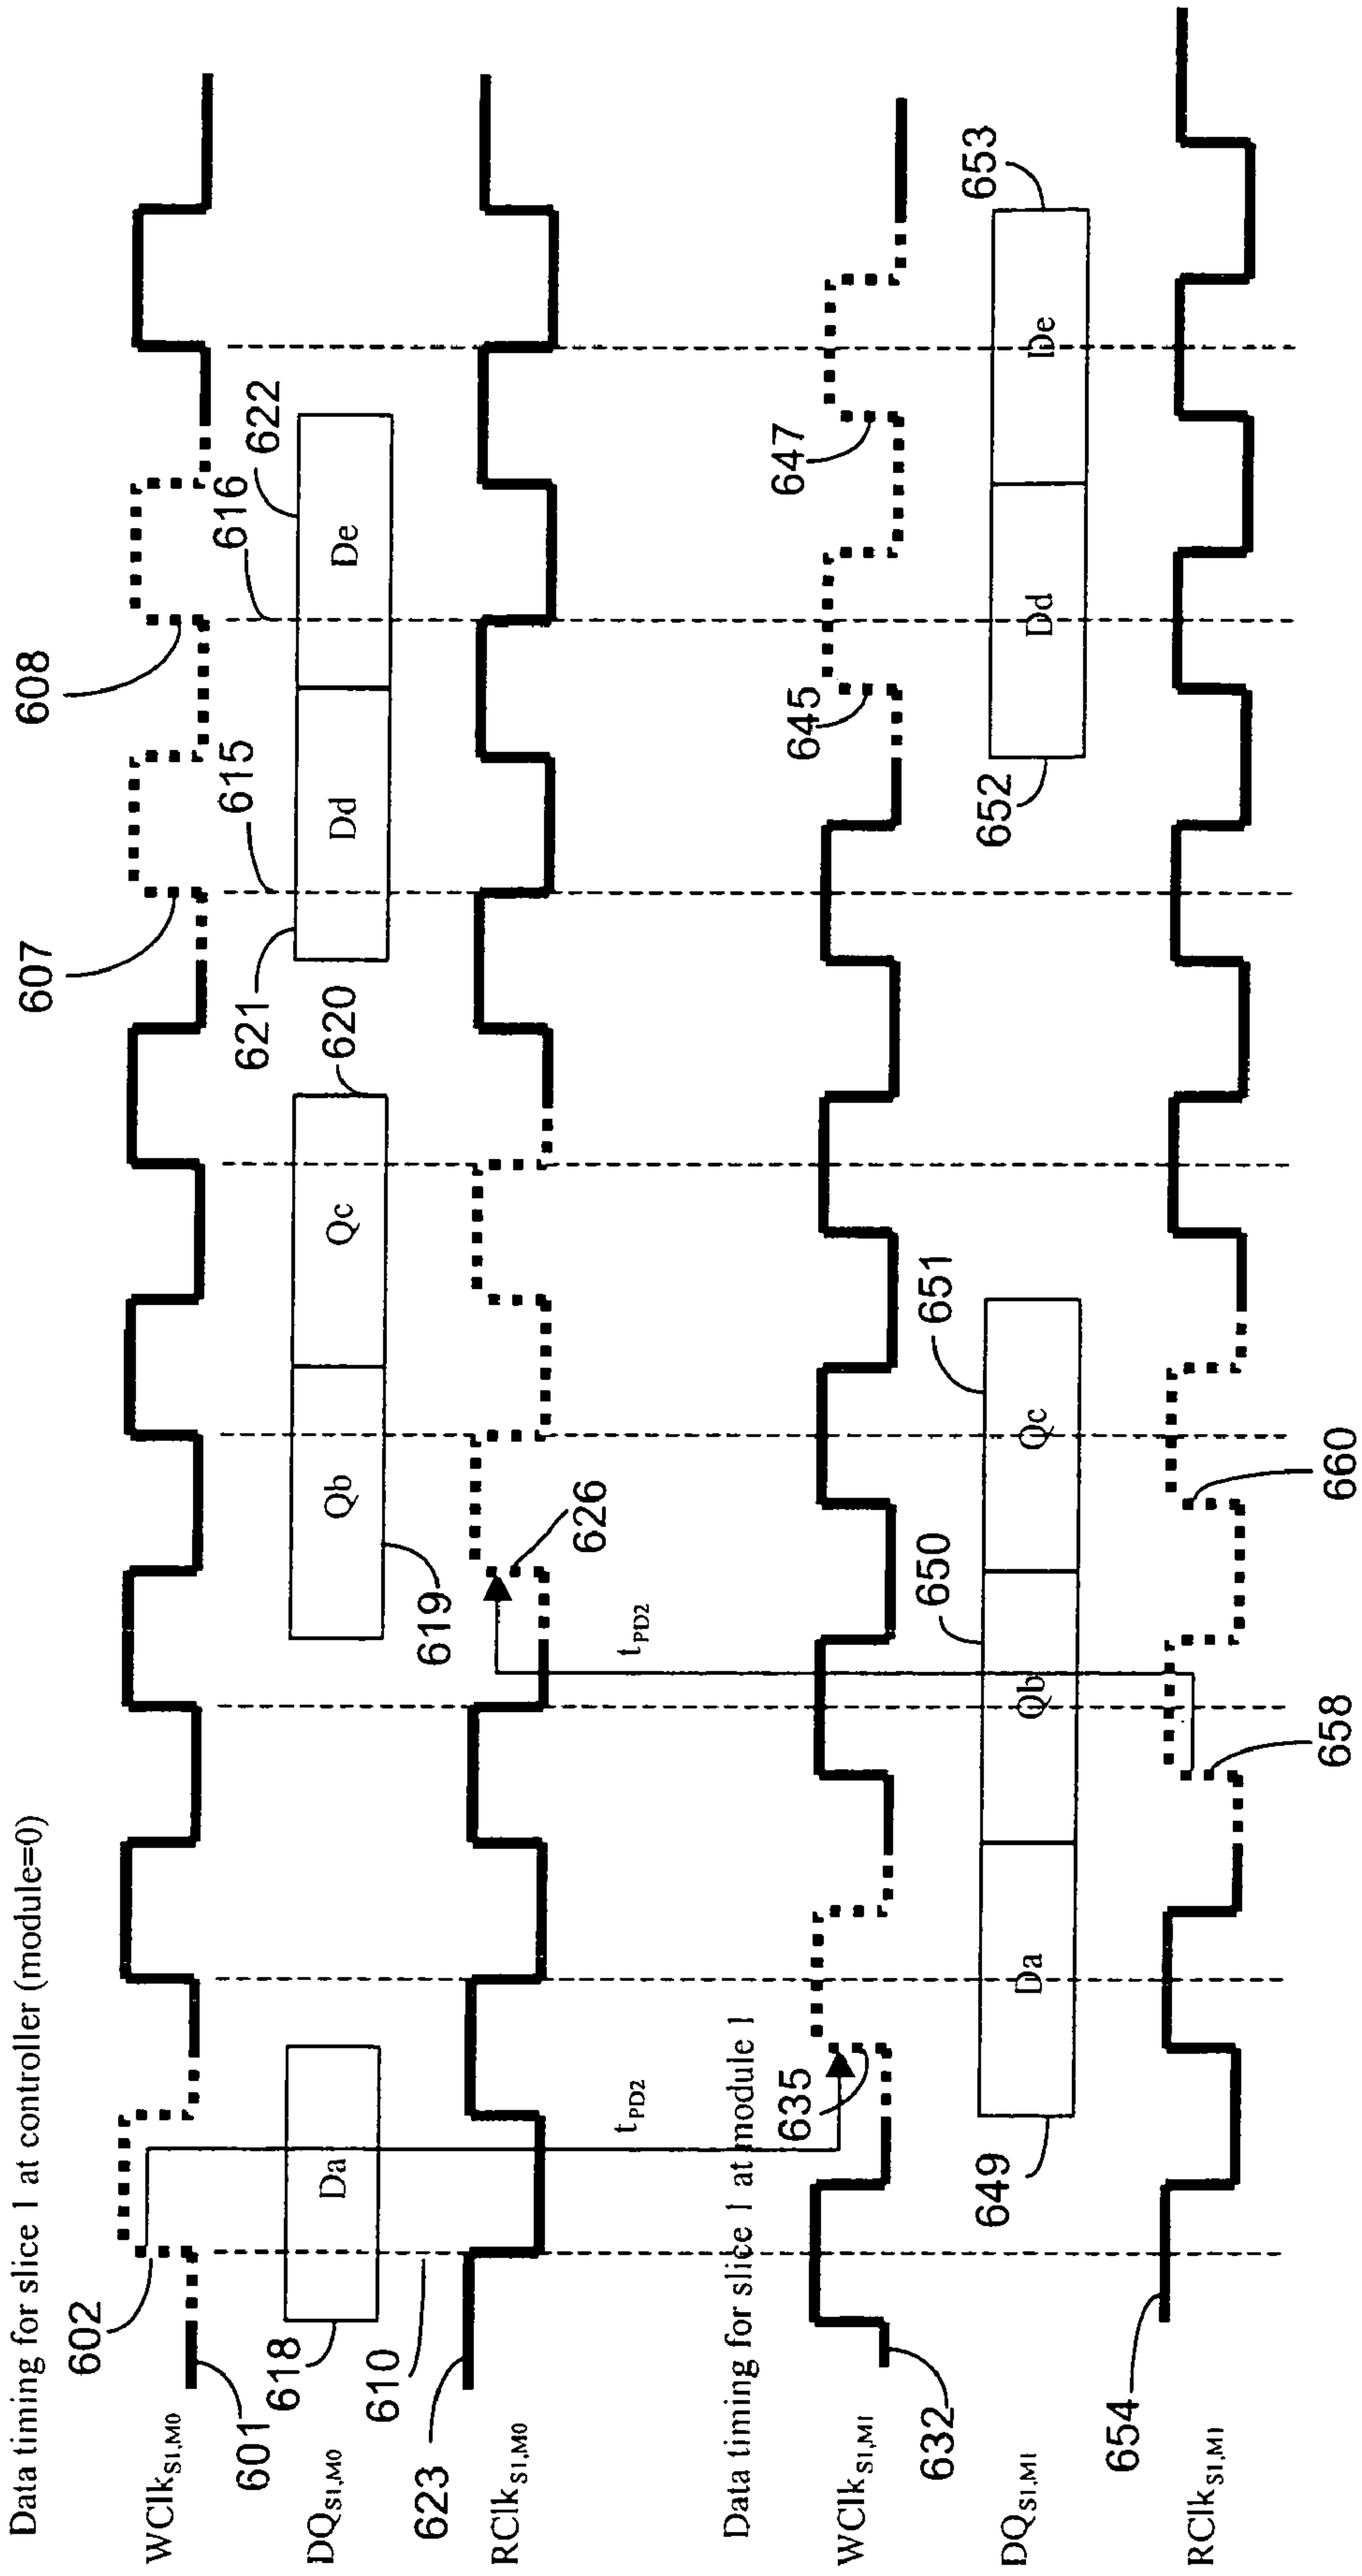 Data timing for slice 1 at controller (module=0)
602
607
608
WClk S1,M0
601
615
616
618
621
620
622
DQ S1,M0
Da
Qb
Qc
Dd
De
610
619
623
626
RClk S1,M0
tPD2
tPD2
Data timing for slice 1 at module 1
635
645
647
WClk S1,M1
632
649
650
651
652
653
DQ S1,M1
Da
Qb
Qc
Dd
De
654
658
660
RClk S1,M1